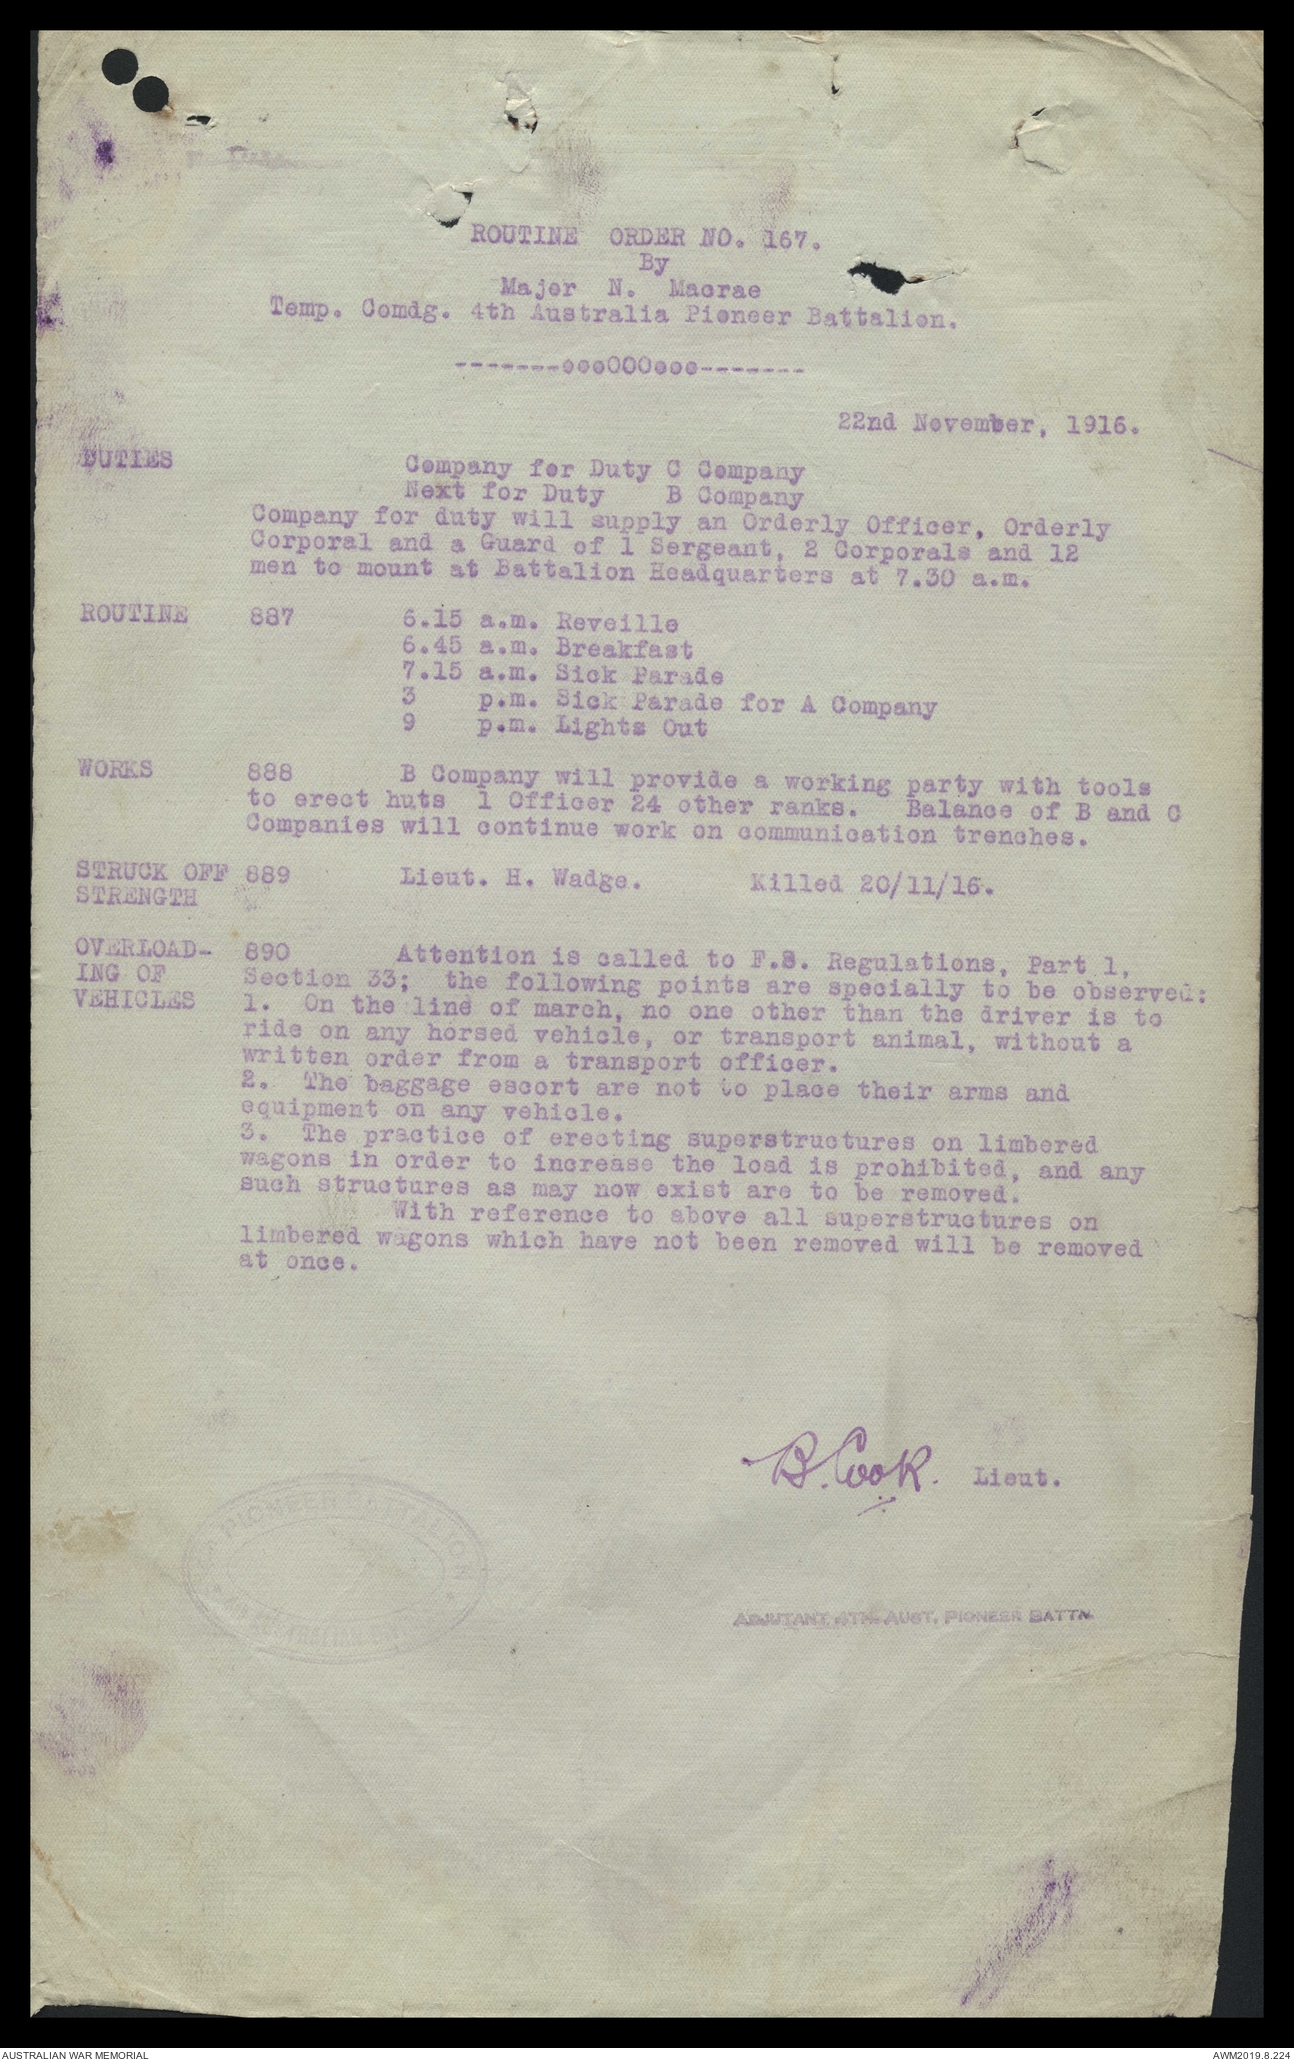 ROUTINE ORDER NO. 167.
By
Major N. Macrae
Temp. Comdg. 4th Australia Pioneer Battalion.
-------oooOOOooo-------
22nd November, 1916.
DUTIES Company for Duty C Company
Next for Duty B Company
Company for duty will supply an Orderly Officer, Orderly
Corporal and a Guard of 1 Sergeant, 2 Corporals and 12
men to mount at Battalion Headquarters at 7.30 a.m.
ROUTINE 887 6.15 a.m. Reveille
6.45 a.m. Breakfast
7.15 a.m. Sick Parade
3 p.m. Sick Parade for A Company
9 p.m. Lights Out
WORKS 888 B Company will provide a working party with tools
to erect huts 1 Officer 24 other ranks. Balance of B and C
Companies will continue work on communication trenches.
STRUCK OFF 889 Lieut. H. Wadge. Killed 20/11/16.
STRENGTH
OVERLOAD- 890 Attention is called to F.S. Regulations, Part 1,
ING OF Section 33; the following points are specially to be observed:
VEHICLES 1. On the line of march, no one other than the driver is to
ride on any horsed vehicle, or transport animal, without a
written order from a transport officer.
2. The baggage escort are not to place their arms and
equipment on any vehicle.
3. The practice of erecting superstructures on limbered
wagons in order to increase the load is prohibited, and any
such structures as may now exist are to be removed.
With reference to above all superstructures on
limbered wagons which have not been removed will be removed
at once.
B. Cook. Lieut.
PIONEER BATTALION
ADJUTANT, 4TH. AUST. PIONEER BATTN.
AUSTRALIAN WAR MEMORIAL AWM2019.8.224